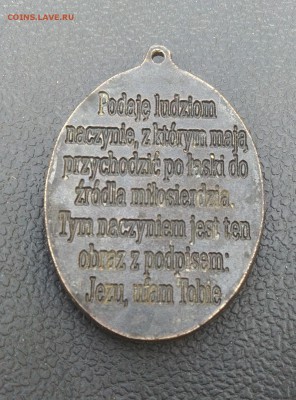 COINS.LAVE.RU
Podaję ludziom
naczynie, z którym mają
przychodzić po łaski do
źródła miłosierdzia.
Tym naczyniem jest ten
obraz z podpisem:
Jezu, ufam Tobie